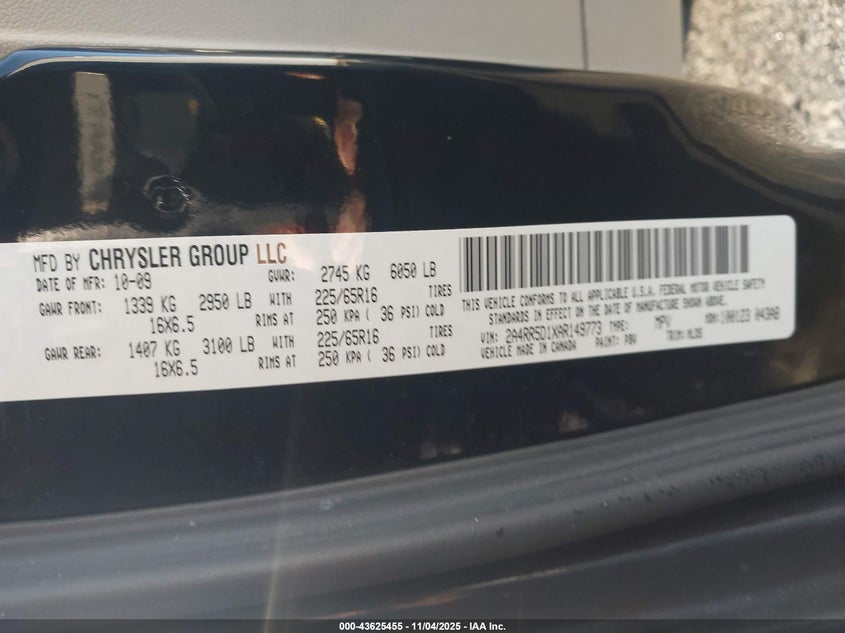 MFD BY CHRYSLER GROUP LLC
DATE OF MFR: 10-09 GVWR: 2745 KG 6050 LB
GAWR FRONT: 1339 KG 2950 LB WITH 225/65R16 TIRES
16X6.5 RIMS AT 250 KPA ( 36 PSI) COLD
GAWR REAR: 1407 KG 3100 LB WITH 225/65R16 TIRES
16X6.5 RIMS AT 250 KPA ( 36 PSI) COLD
THIS VEHICLE CONFORMS TO ALL APPLICABLE U.S.A. FEDERAL MOTOR VEHICLE SAFETY
STANDARDS IN EFFECT ON THE DATE OF MANUFACTURE SHOWN ABOVE.
VIN: 2A4RR5D1XAR149773 TYPE: MPV MDH:100123 043AB
VEHICLE MADE IN CANADA PAINT: PBV TRIM:
000-43625455 - 11/04/2025 - IAA Inc.